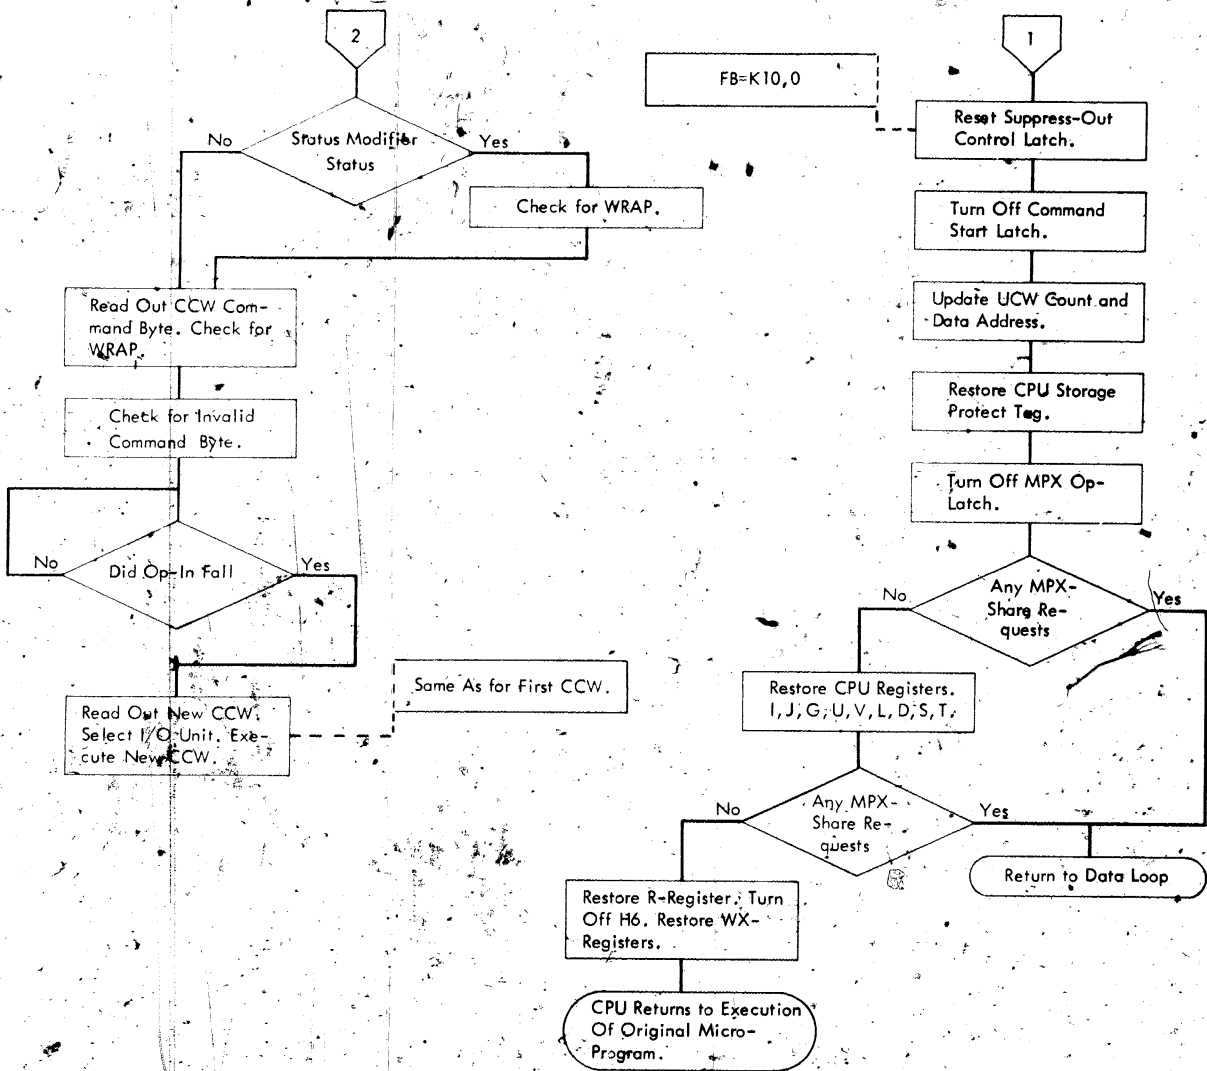 2
Status Modifier
Status
No
Yes
Check for WRAP.
Read Out CCW Com-
mand Byte. Check for
WRAP.
Check for Invalid
Command Byte.
Did Op-In Fall
No
Yes
Read Out New CCW.
Select I/O Unit. Exe-
cute New CCW.
Same As for First CCW.
1
FB=K10,0
Reset Suppress-Out
Control Latch.
Turn Off Command
Start Latch.
Update UCW Count and
Data Address.
Restore CPU Storage
Protect Tag.
Turn Off MPX Op-
Latch.
Any MPX-
Share Re-
quests
No
Yes
Restore CPU Registers.
I,J,G,U,V,L,D,S,T.
Any MPX-
Share Re-
quests
No
Yes
Return to Data Loop
Restore R-Register. Turn
Off H6. Restore WX-
Registers.
CPU Returns to Execution
Of Original Micro-
Program.